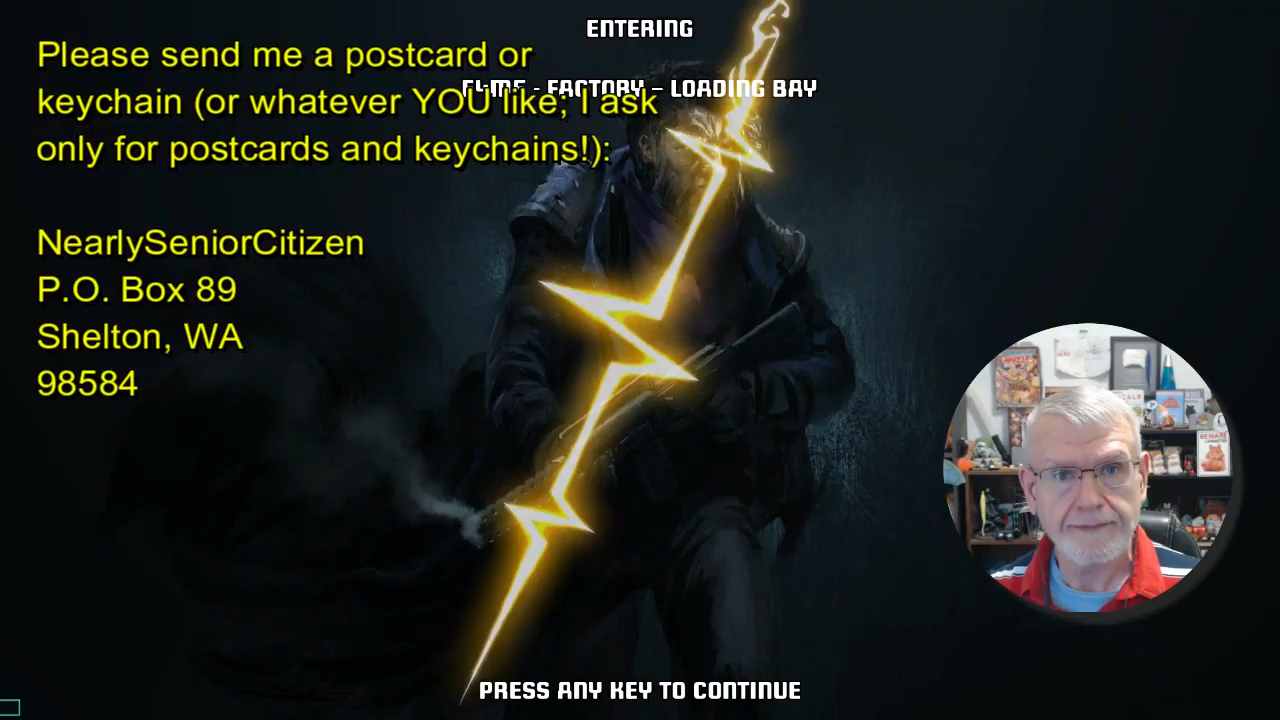 ENTERING
FACTORY - LOADING BAY
Please send me a postcard or
keychain (or whatever YOU like; I ask
only for postcards and keychains!):
NearlySeniorCitizen
P.O. Box 89
Shelton, WA
98584
BEWARE
PRESS ANY KEY TO CONTINUE